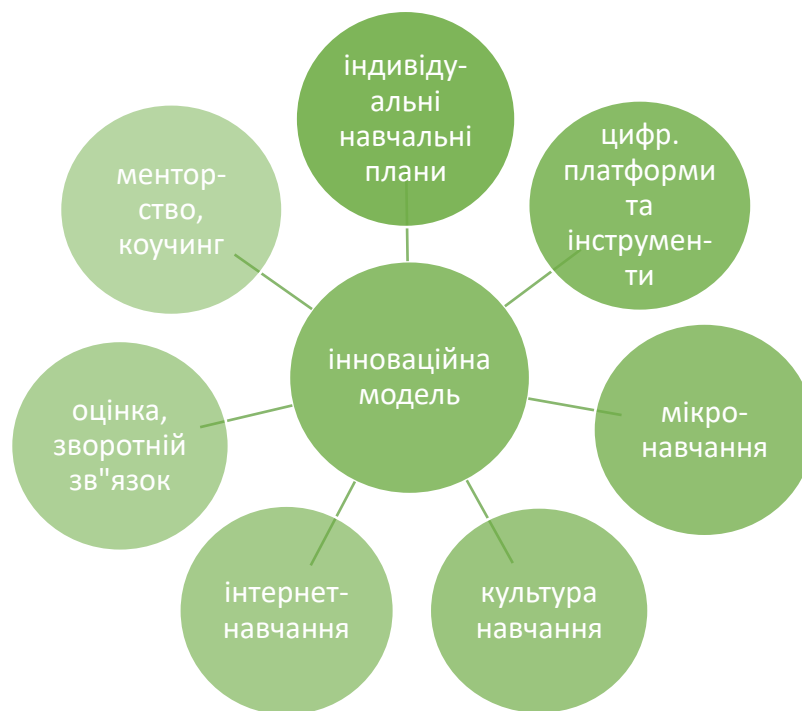 індивіду-
альні
навчальні
плани
цифр.
платформи
та
інструмен-
ти
мікро-
навчання
культура
навчання
інтернет-
навчання
оцінка,
зворотній
зв"язок
ментор-
ство,
коучинг
інноваційна
модель